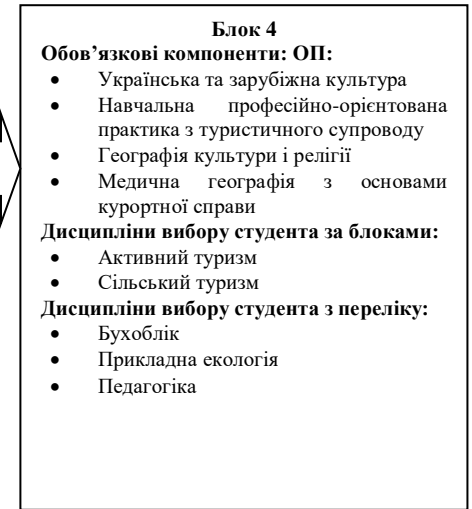 Блок 4
Обов’язкові компоненти: ОП:
• Українська та зарубіжна культура
• Навчальна професійно-орієнтована
практика з туристичного супроводу
• Географія культури і релігії
• Медична географія з основами
курортної справи
Дисципліни вибору студента за блоками:
• Активний туризм
• Сільський туризм
Дисципліни вибору студента з переліку:
• Бухоблік
• Прикладна екологія
• Педагогіка